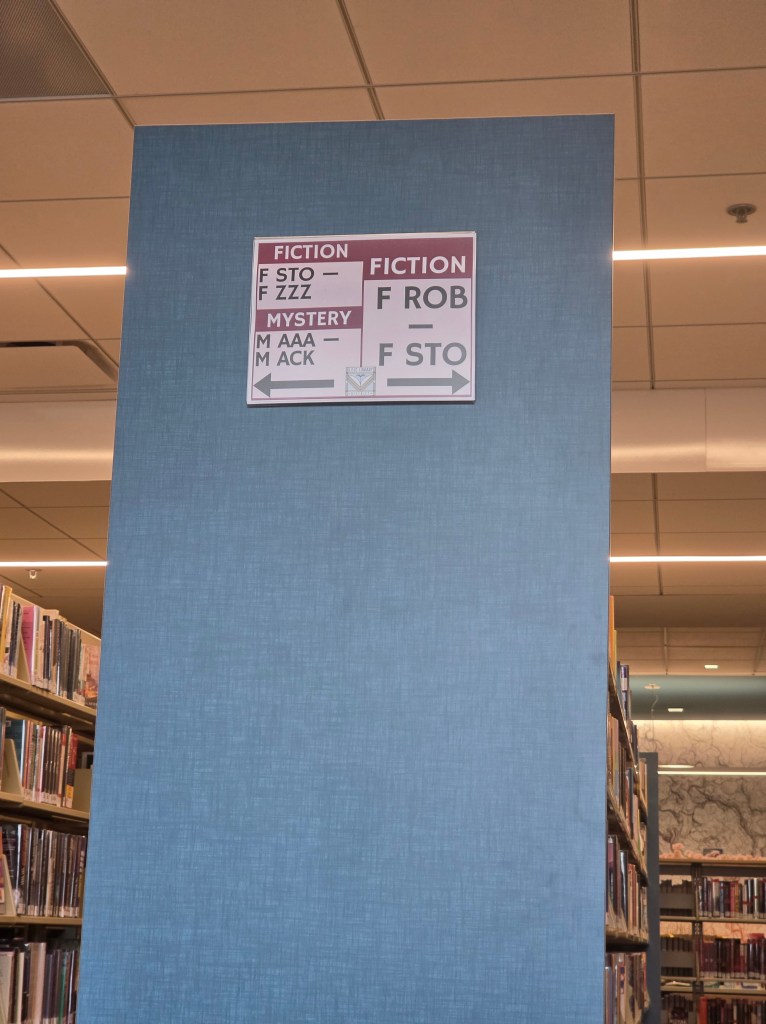 FICTION
F STO —
F ZZZ
MYSTERY
M AAA —
M ACK
FICTION
F ROB
—
F STO